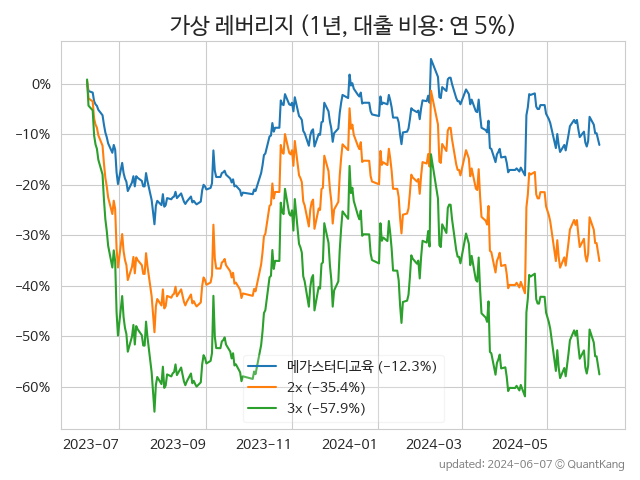 가상 레버리지 (1년, 대출 비용: 연 5%)
0%
−10%
−20%
−30%
−40%
−50%
−60%
메가스터디교육 (−12.3%)
2x (−35.4%)
3x (−57.9%)
2023-07
2023-09
2023-11
2024-01
2024-03
2024-05
updated: 2024-06-07 © QuantKang